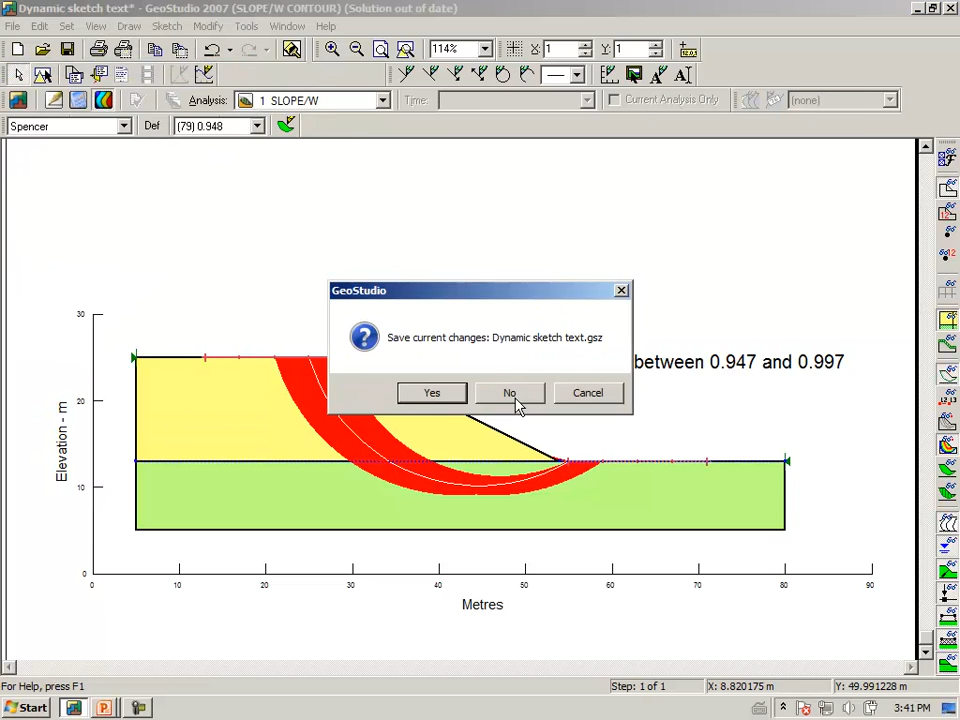 Dynamic sketch text* - GeoStudio 2007 (SLOPE/W CONTOUR) (Solution out of date)
File Edit Set View Draw Sketch Modify Tools Window Help
114% X: 1 Y: 1
Analysis: 1 SLOPE/W Time: Current Analysis Only (none)
Spencer Def (79) 0.948
GeoStudio
Save current changes: Dynamic sketch text.gsz
between 0.947 and 0.997
Yes No Cancel
30
20
10
0
Elevation - m
0 10 20 30 40 50 60 70 80 90
Metres
For Help, press F1 Step: 1 of 1 X: 8.820175 m Y: 49.991228 m
Start 3:41 PM